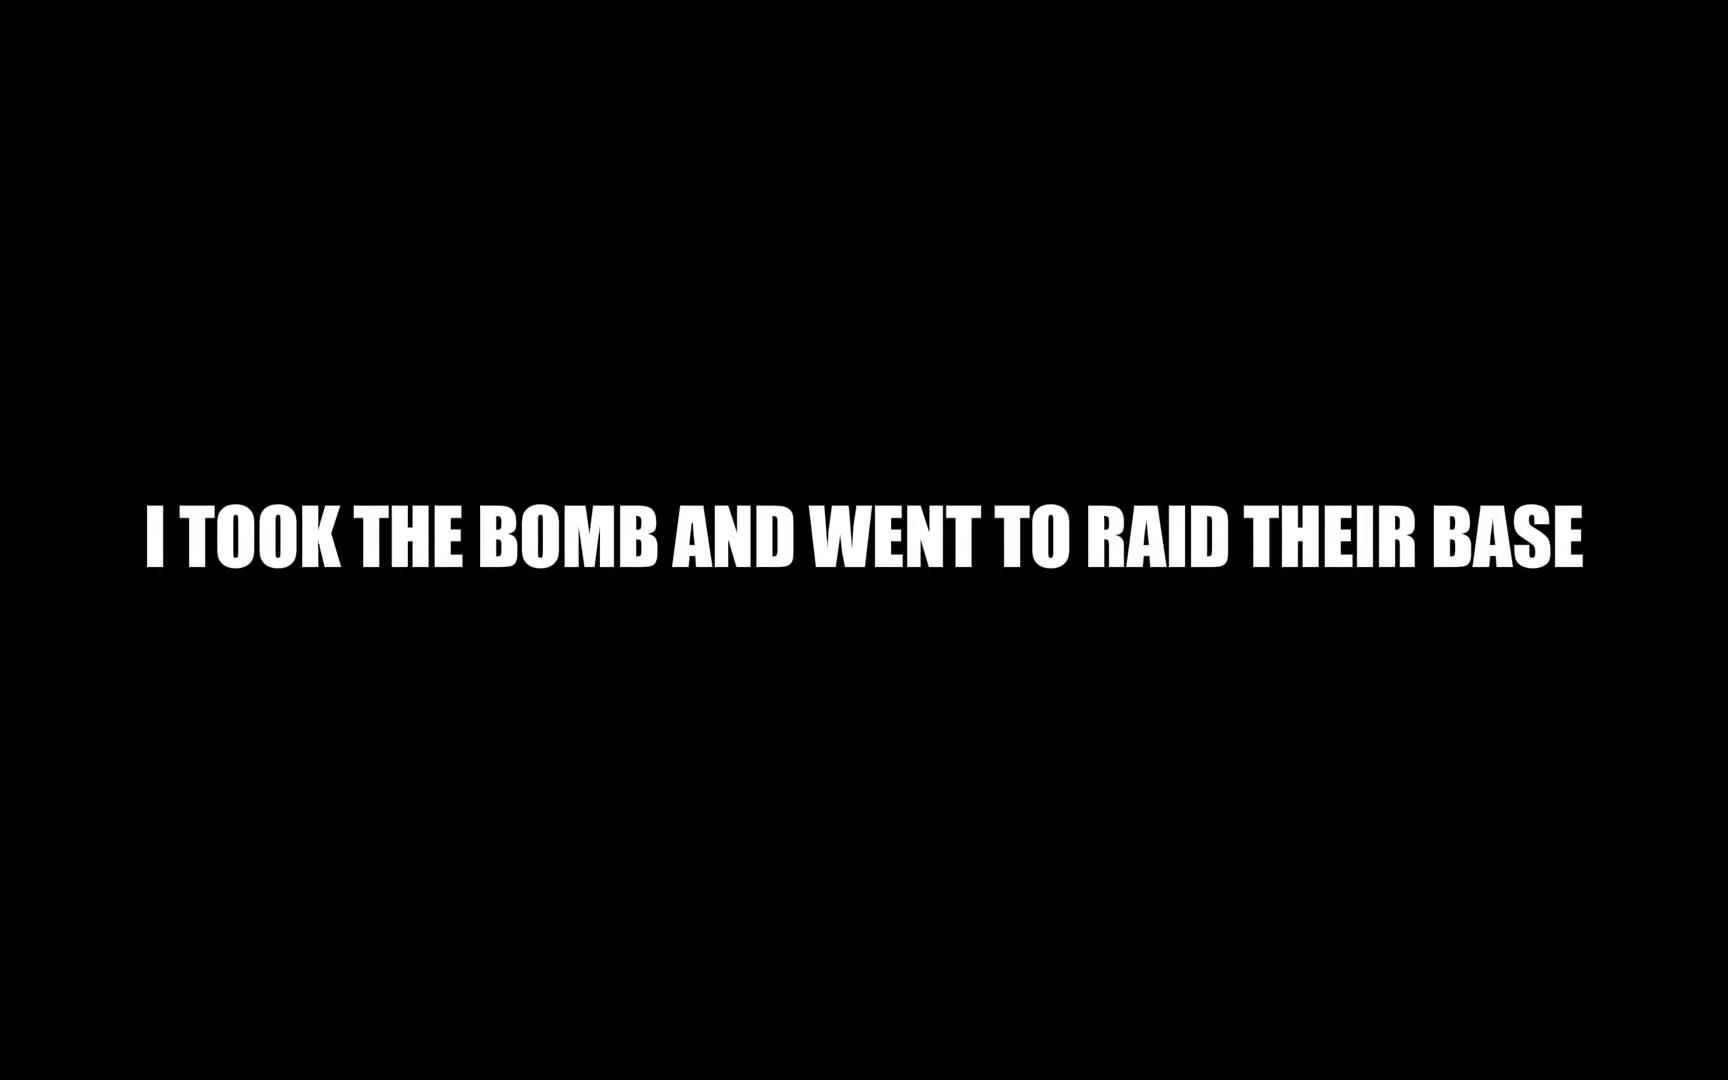 I TOOK THE BOMB AND WENT TO RAID THEIR BASE